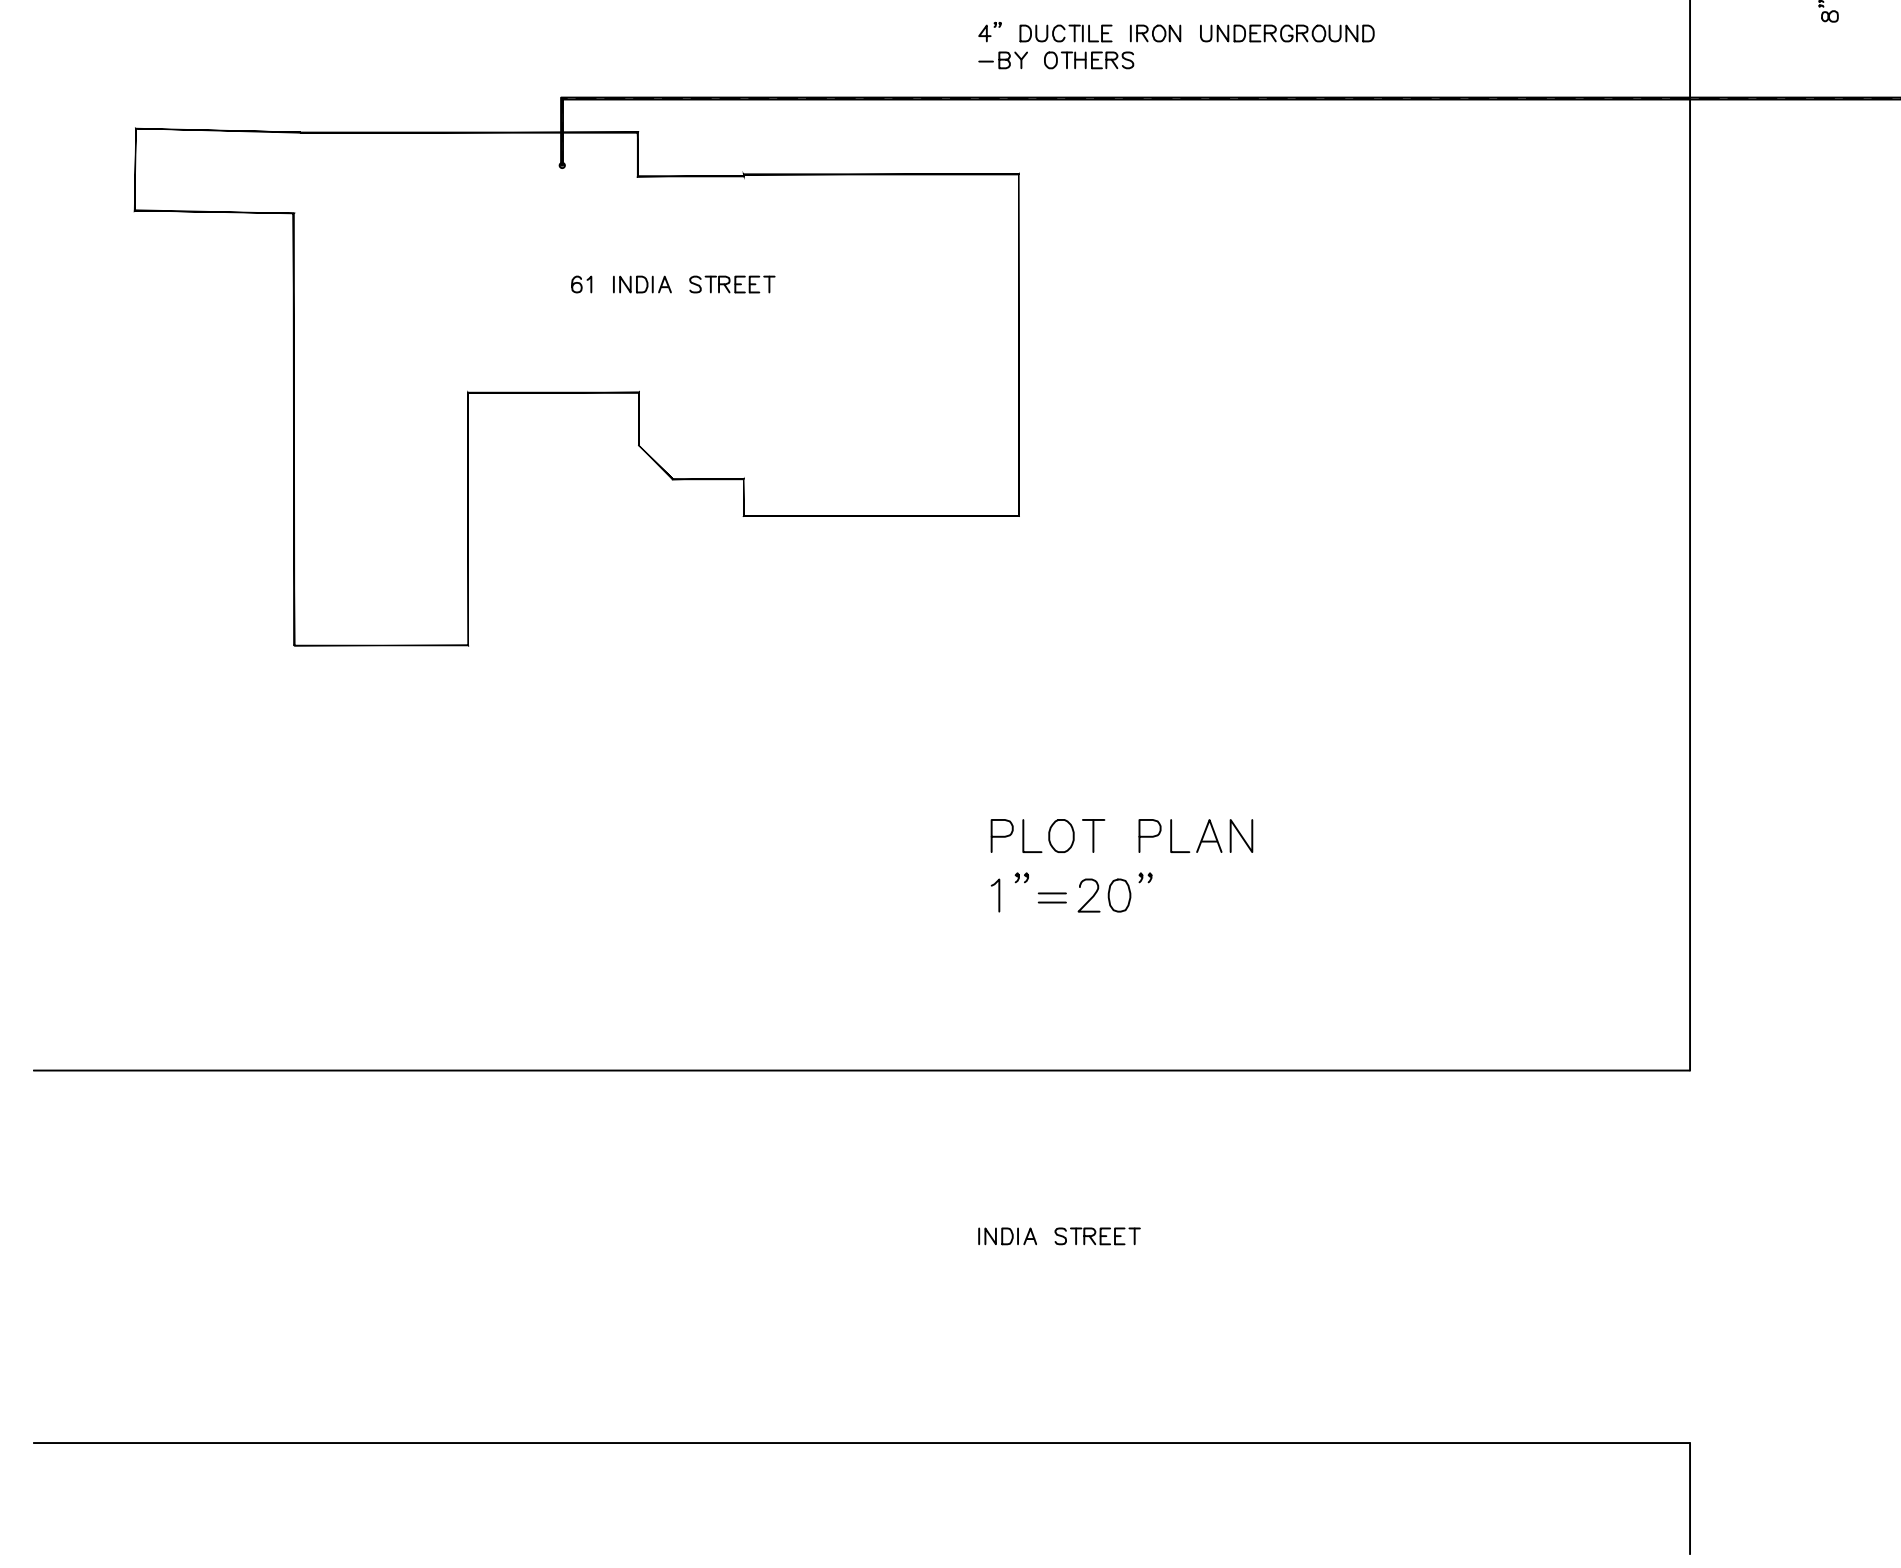 8”
4” DUCTILE IRON UNDERGROUND
-BY OTHERS
61 INDIA STREET
PLOT PLAN
1”=20”
INDIA STREET